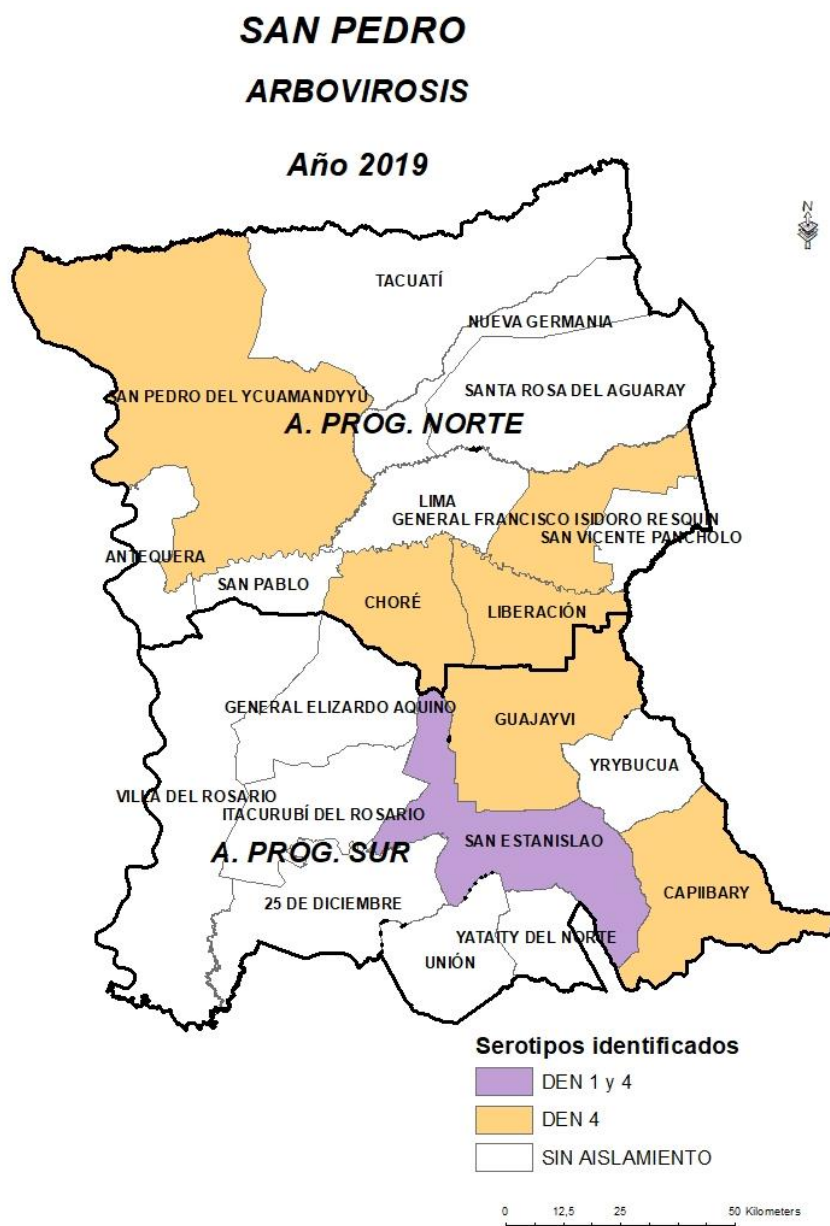 SAN PEDRO
ARBOVIROSIS
Año 2019
N
TACUATÍ
NUEVA GERMANIA
SANTA ROSA DEL AGUARAY
SAN PEDRO DEL YCUAMANDYYÚ
A. PROG. NORTE
LIMA
GENERAL FRANCISCO ISIDORO RESQUIN
SAN VICENTE PANCHOLO
ANTEQUERA
SAN PABLO
CHORÉ
LIBERACIÓN
GENERAL ELIZARDO AQUINO
GUAJAYVI
YRYBUCUA
VILLA DEL ROSARIO
ITACURUBÍ DEL ROSARIO
SAN ESTANISLAO
A. PROG. SUR
CAPIIBARY
25 DE DICIEMBRE
YATAITY DEL NORTE
UNIÓN
Serotipos identificados
DEN 1 y 4
DEN 4
SIN AISLAMIENTO
0 12,5 25 50 Kilometers